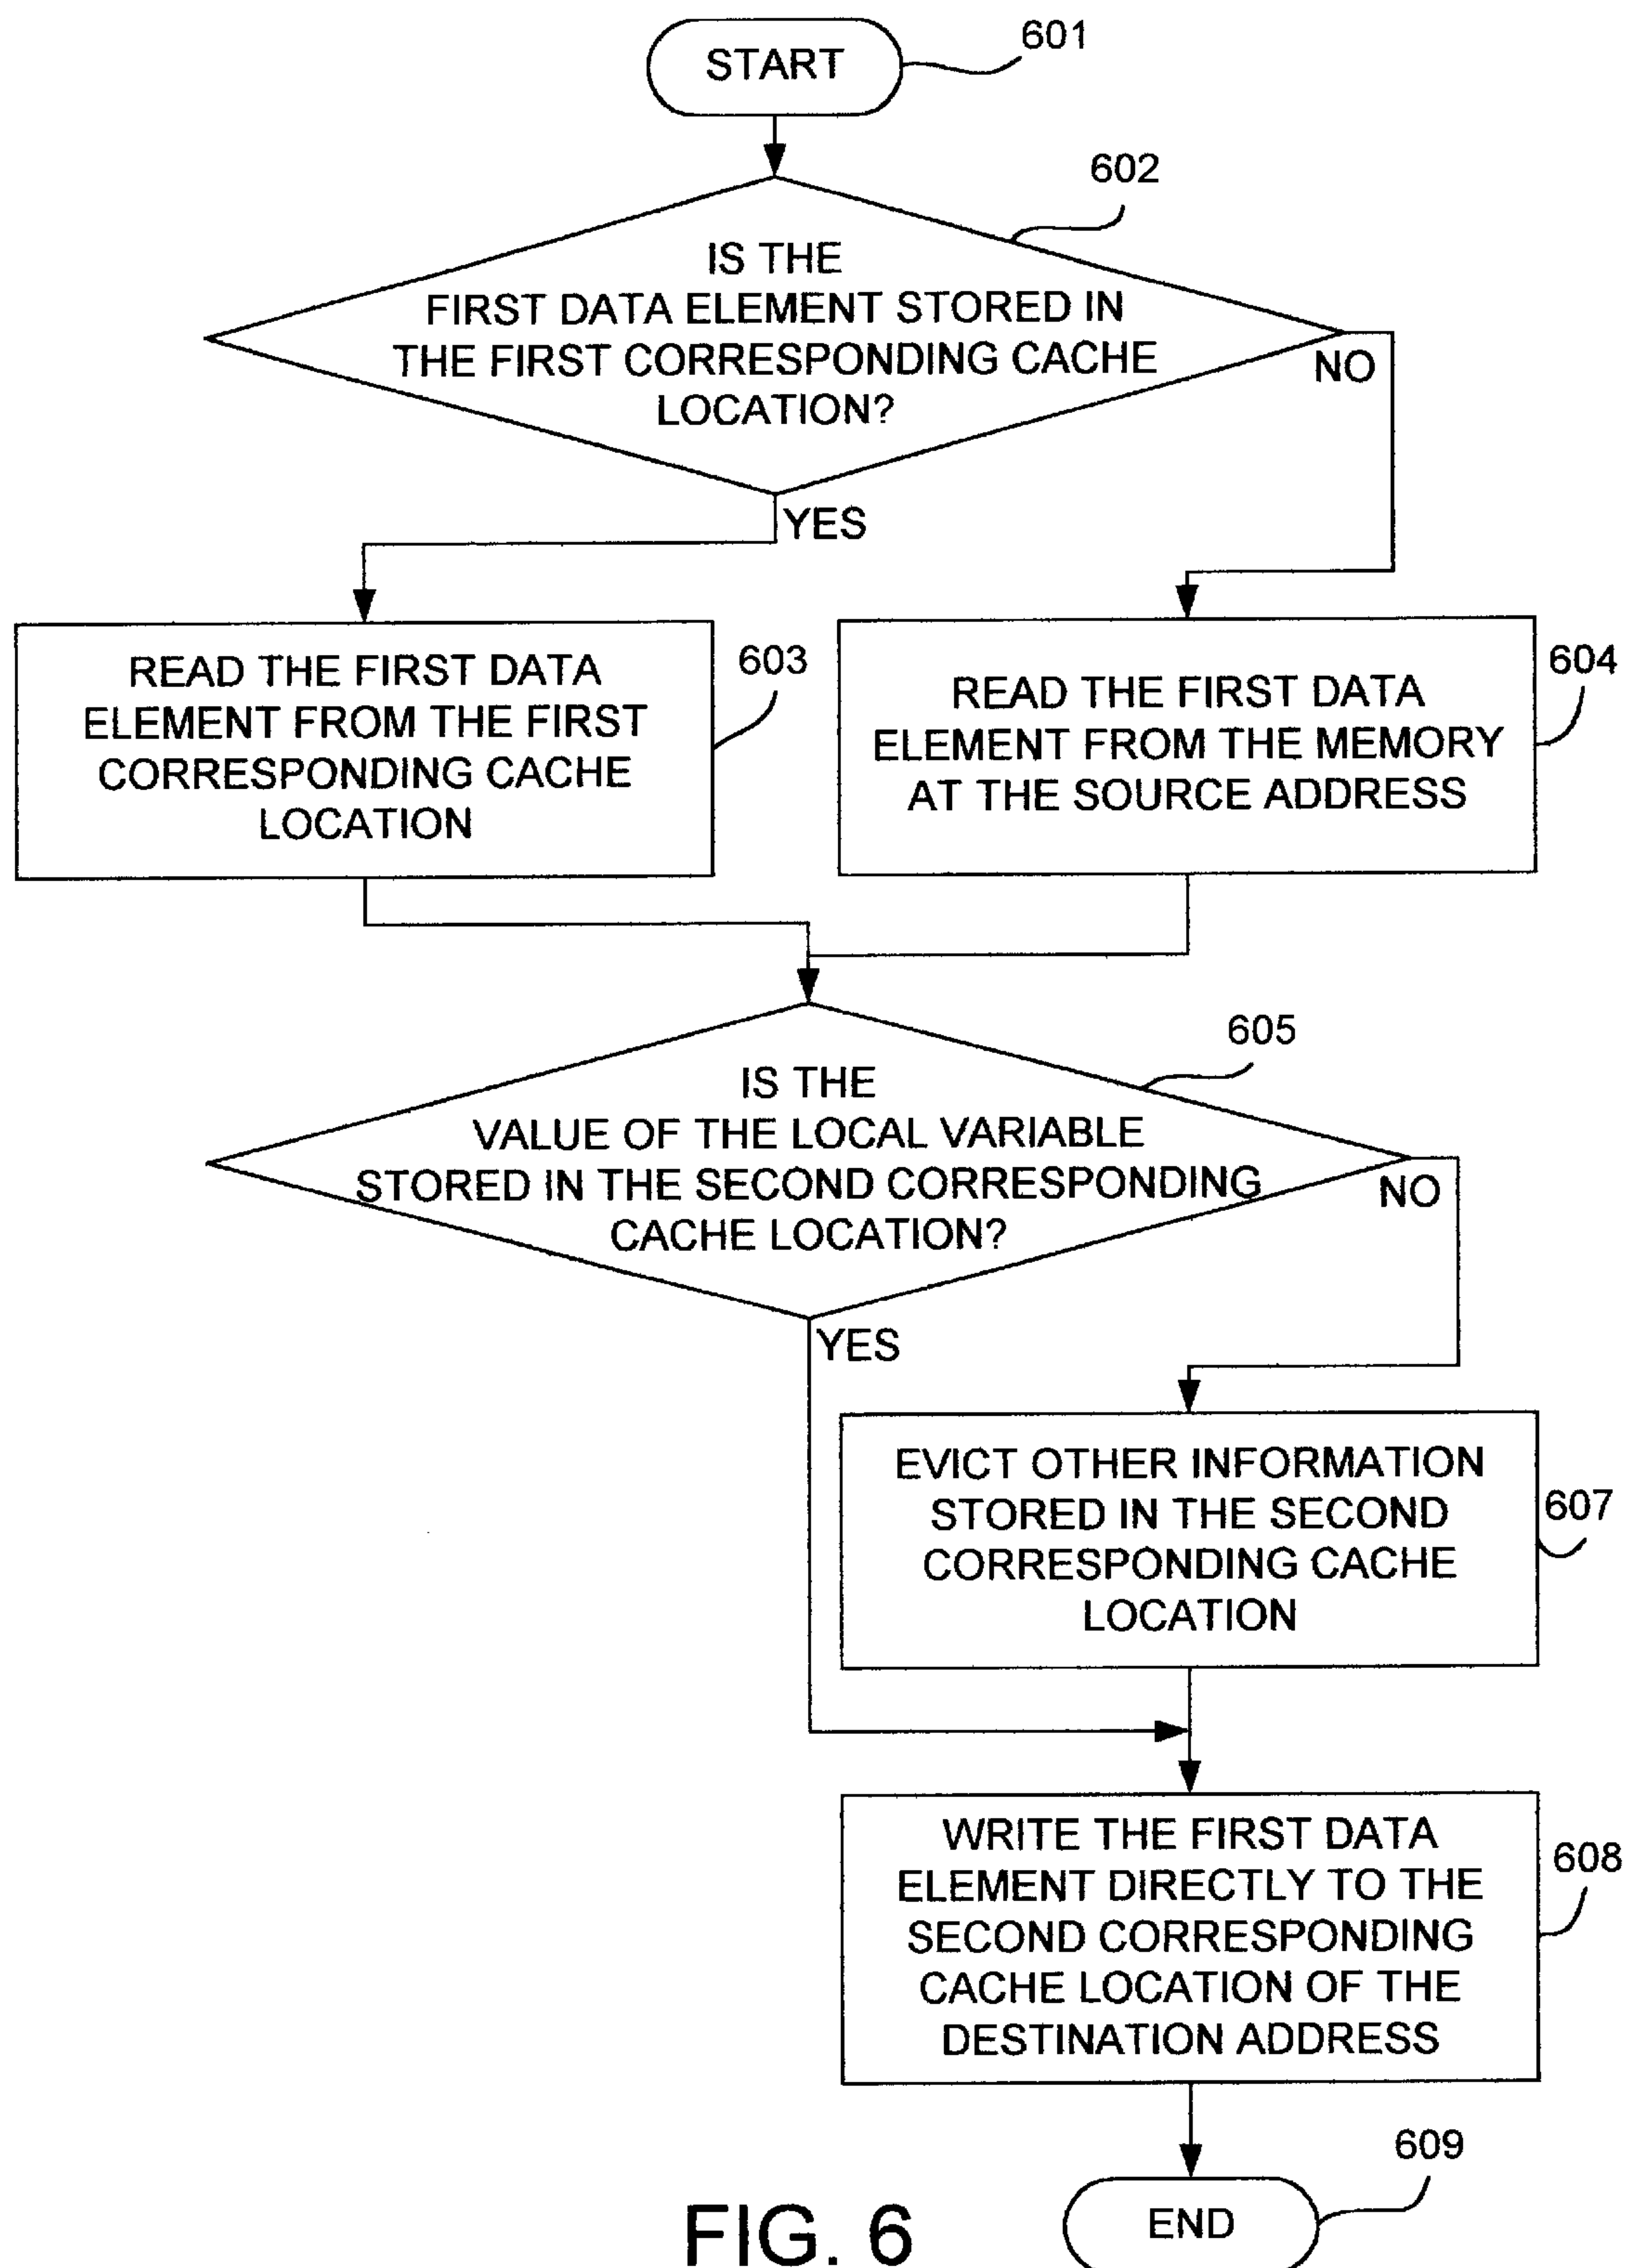 START
601
602
IS THE
FIRST DATA ELEMENT STORED IN
THE FIRST CORRESPONDING CACHE
LOCATION?
NO
YES
READ THE FIRST DATA
ELEMENT FROM THE FIRST
CORRESPONDING CACHE
LOCATION
603
READ THE FIRST DATA
ELEMENT FROM THE MEMORY
AT THE SOURCE ADDRESS
604
605
IS THE
VALUE OF THE LOCAL VARIABLE
STORED IN THE SECOND CORRESPONDING
CACHE LOCATION?
NO
YES
EVICT OTHER INFORMATION
STORED IN THE SECOND
CORRESPONDING CACHE
LOCATION
607
WRITE THE FIRST DATA
ELEMENT DIRECTLY TO THE
SECOND CORRESPONDING
CACHE LOCATION OF THE
DESTINATION ADDRESS
608
609
END
FIG. 6